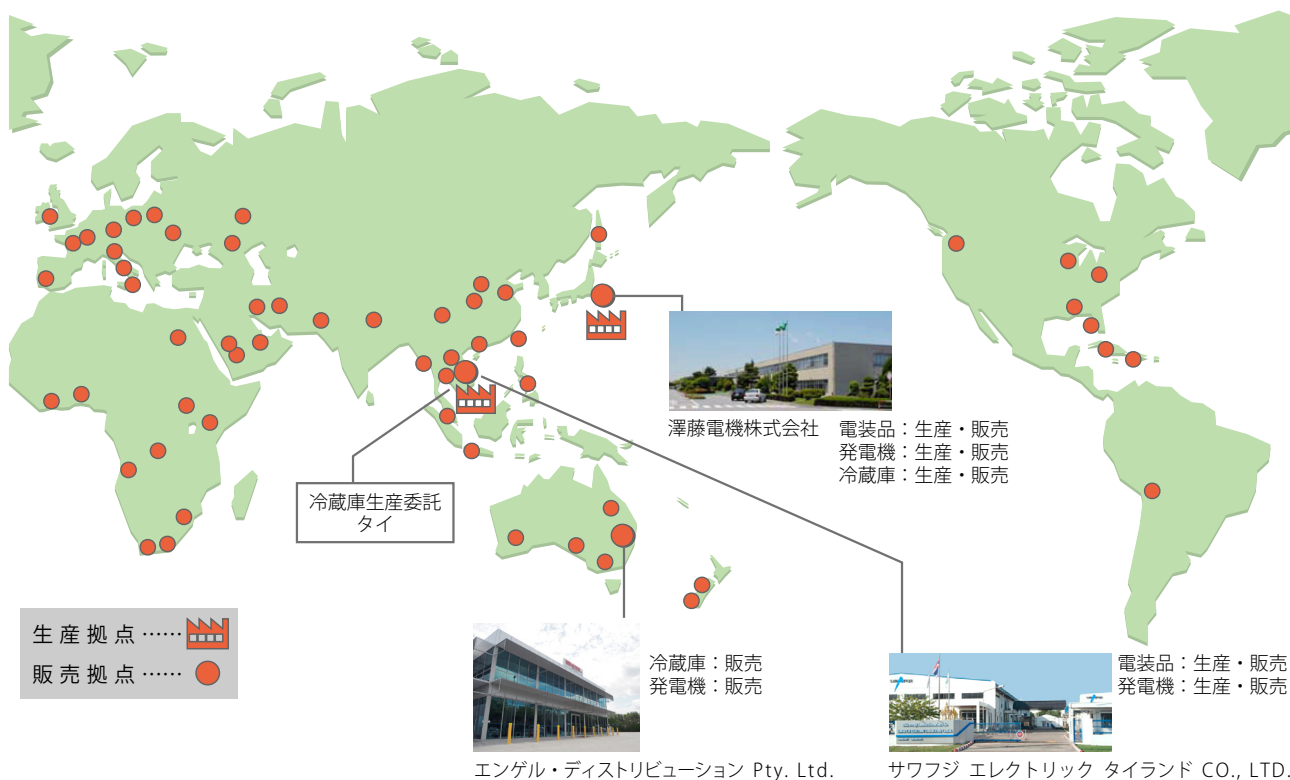 澤藤電機株式会社
電装品：生産・販売
発電機：生産・販売
冷蔵庫：生産・販売
冷蔵庫生産委託
タイ
生産拠点……
販売拠点……
冷蔵庫：販売
発電機：販売
エンゲル・ディストリビューション Pty. Ltd.
電装品：生産・販売
発電機：生産・販売
サワフジ エレクトリック タイランド CO., LTD.